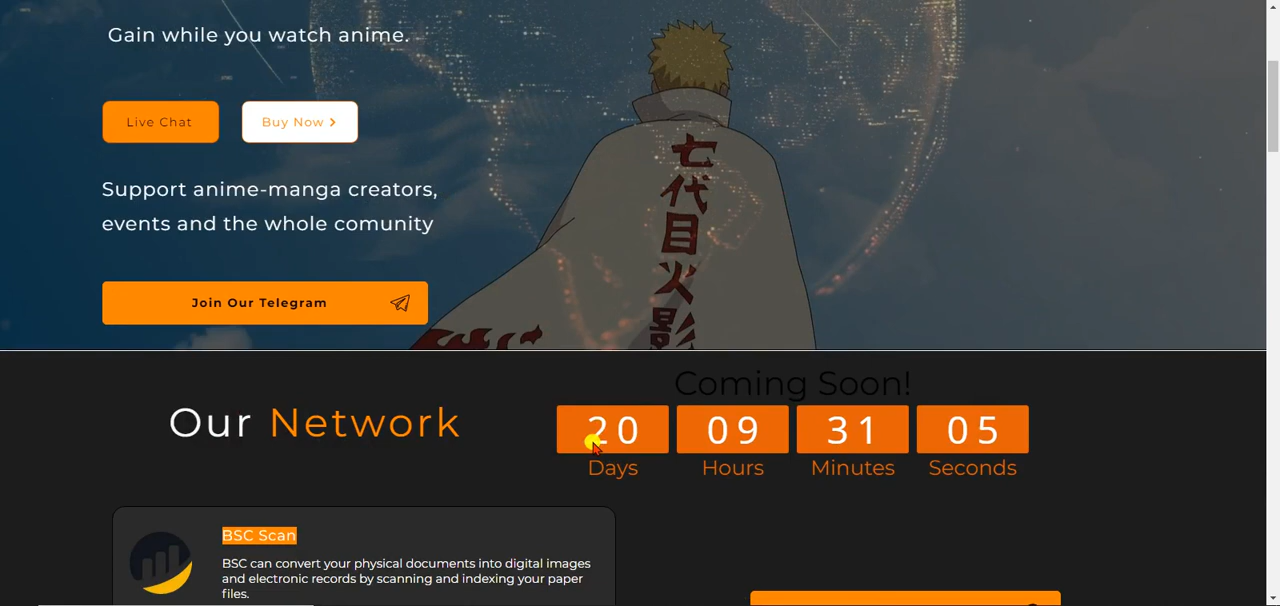 Gain while you watch anime.
Live Chat
Buy Now
Support anime-manga creators,
events and the whole comunity
Join Our Telegram
七
代
目
火
影
Coming Soon!
Our Network
20 09 31 05
Days Hours Minutes Seconds
BSC Scan
BSC can convert your physical documents into digital images
and electronic records by scanning and indexing your paper
files.